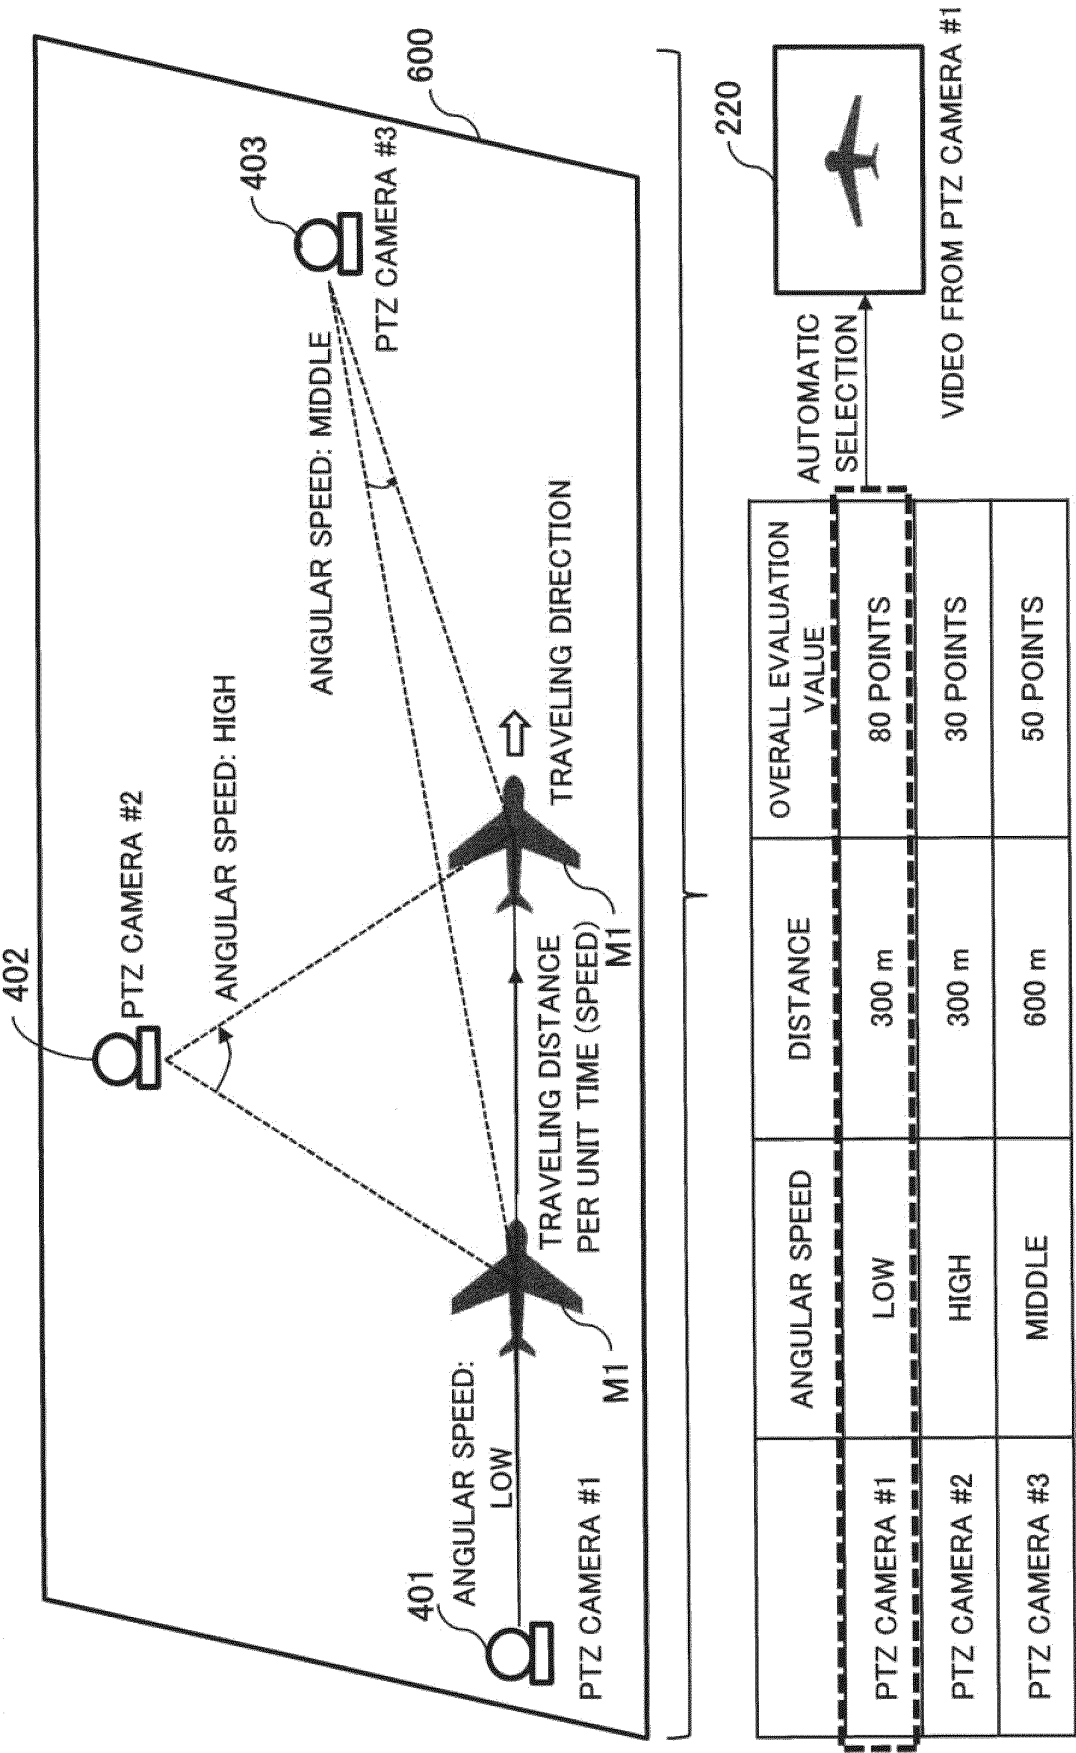 402
PTZ CAMERA #2
ANGULAR SPEED: HIGH
600
403
PTZ CAMERA #3
ANGULAR SPEED: MIDDLE
401
ANGULAR SPEED:
LOW
PTZ CAMERA #1
M1
TRAVELING DISTANCE
PER UNIT TIME (SPEED)
M1
TRAVELING DIRECTION
ANGULAR SPEED
DISTANCE
OVERALL EVALUATION
VALUE
PTZ CAMERA #1
LOW
300 m
80 POINTS
PTZ CAMERA #2
HIGH
300 m
30 POINTS
PTZ CAMERA #3
MIDDLE
600 m
50 POINTS
AUTOMATIC
SELECTION
220
VIDEO FROM PTZ CAMERA #1